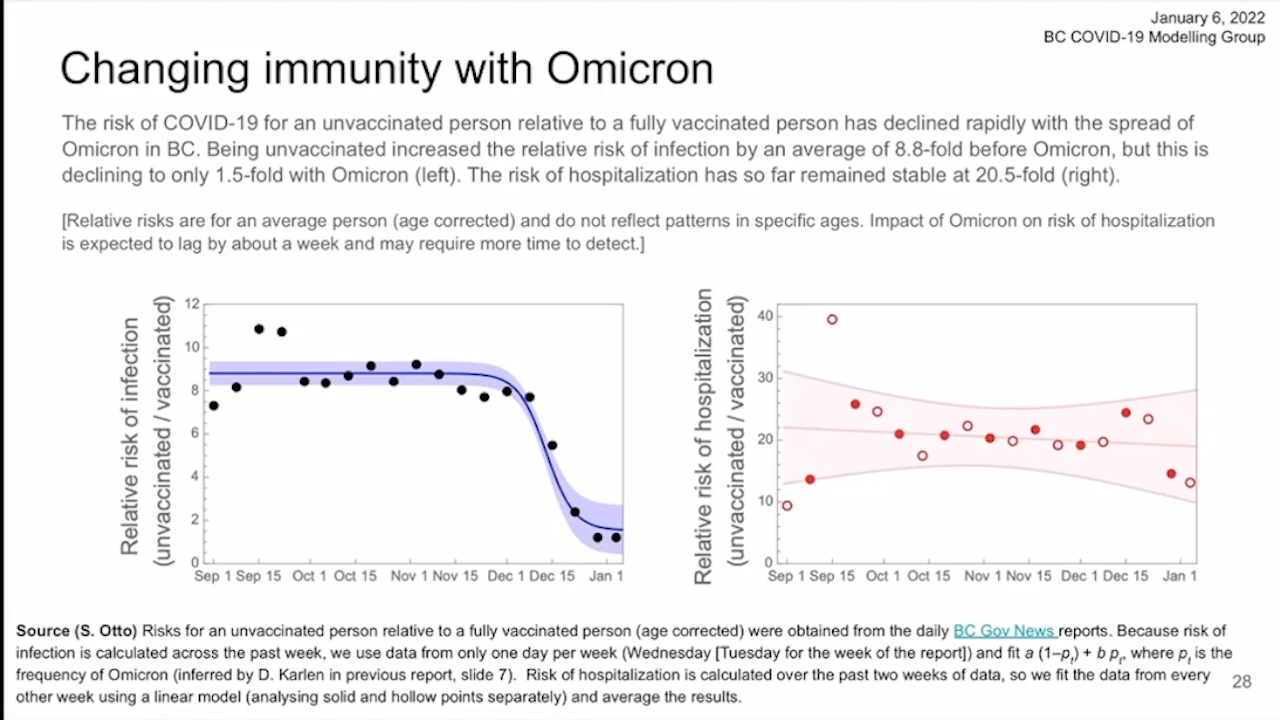 January 6, 2022
BC COVID-19 Modelling Group
Changing immunity with Omicron
The risk of COVID-19 for an unvaccinated person relative to a fully vaccinated person has declined rapidly with the spread of
Omicron in BC. Being unvaccinated increased the relative risk of infection by an average of 8.8-fold before Omicron, but this is
declining to only 1.5-fold with Omicron (left). The risk of hospitalization has so far remained stable at 20.5-fold (right).
[Relative risks are for an average person (age corrected) and do not reflect patterns in specific ages. Impact of Omicron on risk of hospitalization
is expected to lag by about a week and may require more time to detect.]
Relative risk of infection
(unvaccinated / vaccinated)
12
10
8
6
4
2
0
Sep 1 Sep 15 Oct 1 Oct 15 Nov 1 Nov 15 Dec 1 Dec 15 Jan 1
Relative risk of hospitalization
(unvaccinated / vaccinated)
40
30
20
10
0
Sep 1 Sep 15 Oct 1 Oct 15 Nov 1 Nov 15 Dec 1 Dec 15 Jan 1
Source (S. Otto) Risks for an unvaccinated person relative to a fully vaccinated person (age corrected) were obtained from the daily BC Gov News reports. Because risk of
infection is calculated across the past week, we use data from only one day per week (Wednesday [Tuesday for the week of the report]) and fit a (1–pt) + b pt, where pt is the
frequency of Omicron (inferred by D. Karlen in previous report, slide 7). Risk of hospitalization is calculated over the past two weeks of data, so we fit the data from every
other week using a linear model (analysing solid and hollow points separately) and average the results.
28